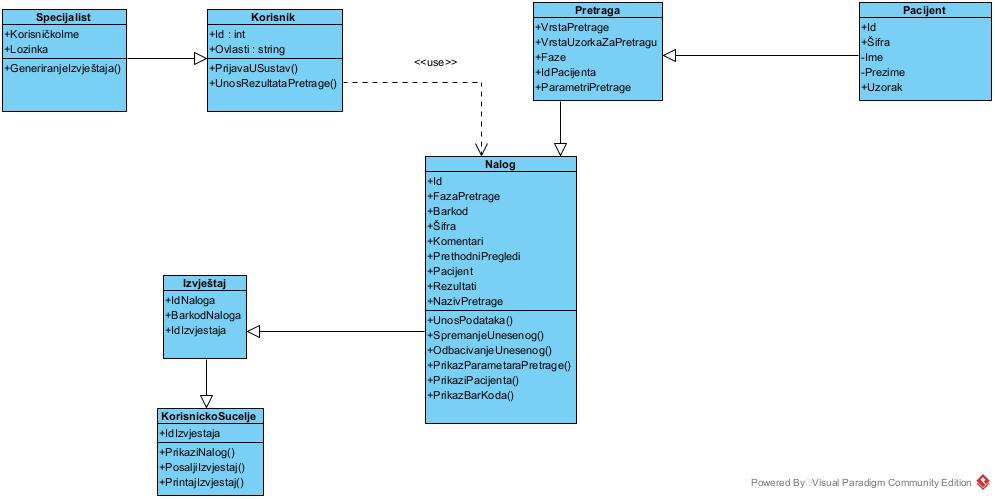 Specijalist
+KorisničkoIme
+Lozinka
+GeneriranjeIzvještaja()
Korisnik
+Id : int
+Ovlasti : string
+PrijavaUSustav()
+UnosRezultataPretrage()
<<use>>
Pretraga
+VrstaPretrage
+VrstaUzorkaZaPretragu
+Faze
+IdPacijenta
+ParametriPretrage
Pacijent
+Id
+Šifra
-Ime
-Prezime
+Uzorak
Nalog
+Id
+FazaPretrage
+Barkod
+Šifra
+Komentari
+PrethodniPregledi
+Pacijent
+Rezultati
+NazivPretrage
+UnosPodataka()
+SpremanjeUnesenog()
+OdbacivanjeUnesenog()
+PrikazParametaraPretrage()
+PrikaziPacijenta()
+PrikazBarKoda()
Izvještaj
+IdNaloga
+BarkodNaloga
+IdIzvjestaja
KorisnickoSucelje
+IdIzvjestaja
+PrikaziNalog()
+PosaljiIzvjestaj()
+PrintajIzvjestaj()
Powered By Visual Paradigm Community Edition